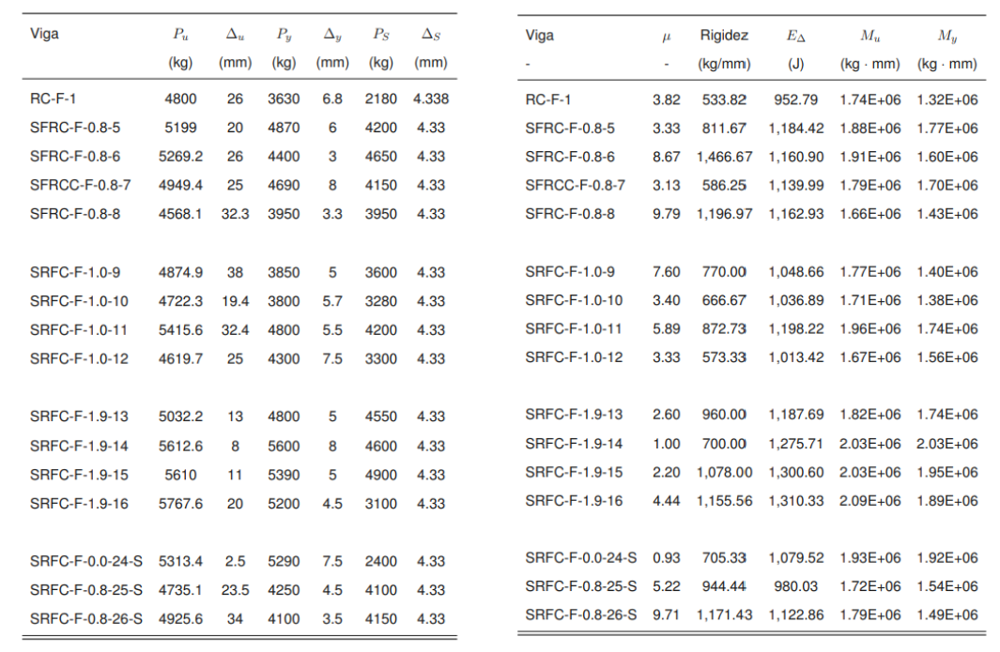 Viga P_u Δ_u P_y Δ_y P_S Δ_S
(kg) (mm) (kg) (mm) (kg) (mm)
RC-F-1 4800 26 3630 6.8 2180 4.338
SFRC-F-0.8-5 5199 20 4870 6 4200 4.33
SFRC-F-0.8-6 5269.2 26 4400 3 4650 4.33
SFRCC-F-0.8-7 4949.4 25 4690 8 4150 4.33
SFRC-F-0.8-8 4568.1 32.3 3950 3.3 3950 4.33
SRFC-F-1.0-9 4874.9 38 3850 5 3600 4.33
SRFC-F-1.0-10 4722.3 19.4 3800 5.7 3280 4.33
SRFC-F-1.0-11 5415.6 32.4 4800 5.5 4200 4.33
SRFC-F-1.0-12 4619.7 25 4300 7.5 3300 4.33
SRFC-F-1.9-13 5032.2 13 4800 5 4550 4.33
SRFC-F-1.9-14 5612.6 8 5600 8 4600 4.33
SRFC-F-1.9-15 5610 11 5390 5 4900 4.33
SRFC-F-1.9-16 5767.6 20 5200 4.5 3100 4.33
SRFC-F-0.0-24-S 5313.4 2.5 5290 7.5 2400 4.33
SRFC-F-0.8-25-S 4735.1 23.5 4250 4.5 4100 4.33
SRFC-F-0.8-26-S 4925.6 34 4100 3.5 4150 4.33
Viga μ Rigidez E_Δ M_u M_y
- - (kg/mm) (J) (kg · mm) (kg · mm)
RC-F-1 3.82 533.82 952.79 1.74E+06 1.32E+06
SFRC-F-0.8-5 3.33 811.67 1,184.42 1.88E+06 1.77E+06
SFRC-F-0.8-6 8.67 1,466.67 1,160.90 1.91E+06 1.60E+06
SFRCC-F-0.8-7 3.13 586.25 1,139.99 1.79E+06 1.70E+06
SFRC-F-0.8-8 9.79 1,196.97 1,162.93 1.66E+06 1.43E+06
SRFC-F-1.0-9 7.60 770.00 1,048.66 1.77E+06 1.40E+06
SRFC-F-1.0-10 3.40 666.67 1,036.89 1.71E+06 1.38E+06
SRFC-F-1.0-11 5.89 872.73 1,198.22 1.96E+06 1.74E+06
SRFC-F-1.0-12 3.33 573.33 1,013.42 1.67E+06 1.56E+06
SRFC-F-1.9-13 2.60 960.00 1,187.69 1.82E+06 1.74E+06
SRFC-F-1.9-14 1.00 700.00 1,275.71 2.03E+06 2.03E+06
SRFC-F-1.9-15 2.20 1,078.00 1,300.60 2.03E+06 1.95E+06
SRFC-F-1.9-16 4.44 1,155.56 1,310.33 2.09E+06 1.89E+06
SRFC-F-0.0-24-S 0.93 705.33 1,079.52 1.93E+06 1.92E+06
SRFC-F-0.8-25-S 5.22 944.44 980.03 1.72E+06 1.54E+06
SRFC-F-0.8-26-S 9.71 1,171.43 1,122.86 1.79E+06 1.49E+06